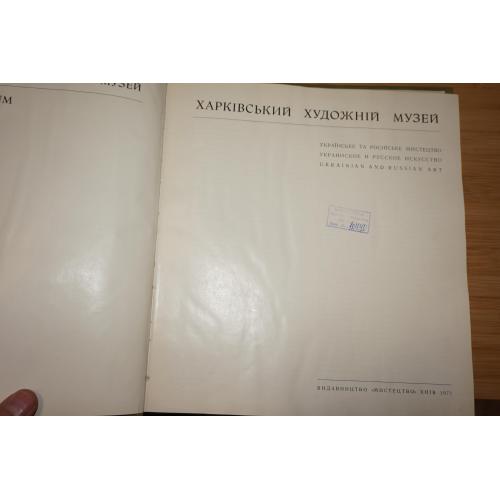 МУЗЕЙ
UM
ХАРКІВСЬКИЙ ХУДОЖНІЙ МУЗЕЙ
УКРАЇНСЬКЕ ТА РОСІЙСЬКЕ МИСТЕЦТВО
УКРАИНСКОЕ И РУССКОЕ ИСКУССТВО
UKRAINIAN AND RUSSIAN ART
ВИДАВНИЦТВО «МИСТЕЦТВО» КИЇВ